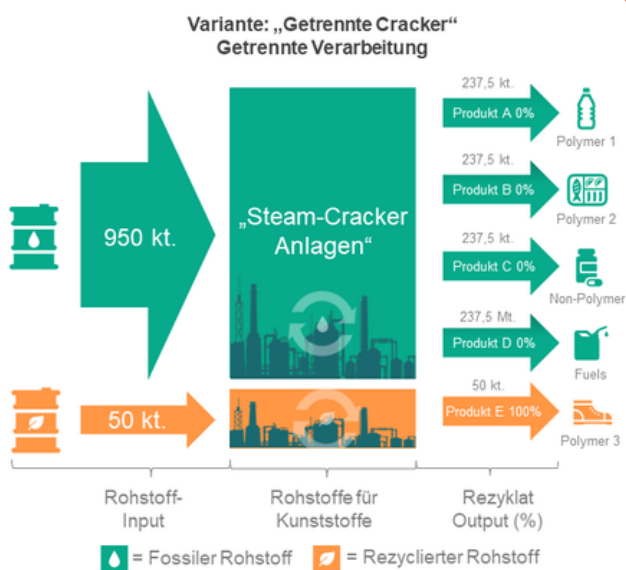 Variante: „Getrennte Cracker“
Getrennte Verarbeitung
950 kt.
50 kt.
„Steam-Cracker
Anlagen“
237,5 kt.
Produkt A 0%
Polymer 1
237,5 kt.
Produkt B 0%
Polymer 2
237,5 kt.
Produkt C 0%
Non-Polymer
237,5 Mt.
Produkt D 0%
Fuels
50 kt.
Produkt E 100%
Polymer 3
Rohstoff-
Input
Rohstoffe für
Kunststoffe
Rezyklat
Output (%)
= Fossiler Rohstoff
= Rezyclierter Rohstoff